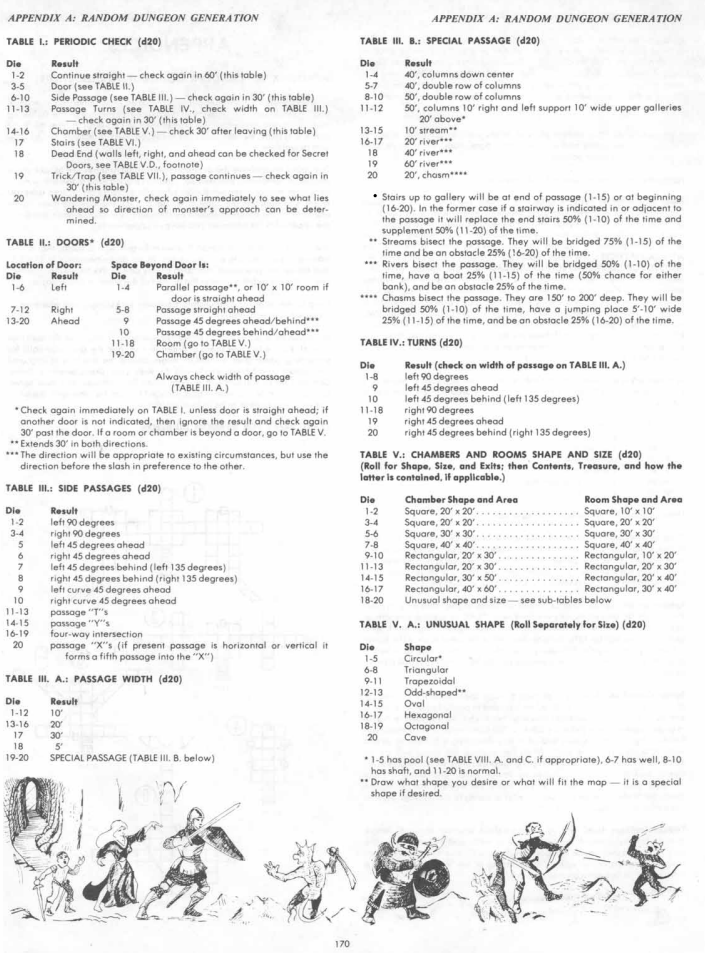 APPENDIX A: RANDOM DUNGEON GENERATION
TABLE I.: PERIODIC CHECK (d20)
Die Result
1-2 Continue straight — check again in 60' (this table)
3-5 Door (see TABLE II.)
6-10 Side Passage (see TABLE III.) — check again in 30' (this table)
11-13 Passage Turns (see TABLE IV., check width on TABLE III.)
— check again in 30' (this table)
14-16 Chamber (see TABLE V.) — check 30' after leaving (this table)
17 Stairs (see TABLE VI.)
18 Dead End (walls left, right, and ahead can be checked for Secret
Doors, see TABLE V.D., footnote)
19 Trick/Trap (see TABLE VII.), passage continues — check again in
30' (this table)
20 Wandering Monster, check again immediately to see what lies
ahead so direction of monster's approach can be deter-
mined.
TABLE II.: DOORS* (d20)
Location of Door: Space Beyond Door Is:
Die Result Die Result
1-6 Left 1-4 Parallel passage**, or 10' x 10' room if
door is straight ahead
7-12 Right 5-8 Passage straight ahead
13-20 Ahead 9 Passage 45 degrees ahead/behind***
10 Passage 45 degrees behind/ahead***
11-18 Room (go to TABLE V.)
19-20 Chamber (go to TABLE V.)
Always check width of passage
(TABLE III. A.)
* Check again immediately on TABLE I. unless door is straight ahead; if
another door is not indicated, then ignore the result and check again
30' past the door. If a room or chamber is beyond a door, go to TABLE V.
** Extends 30' in both directions.
*** The direction will be appropriate to existing circumstances, but use the
direction before the slash in preference to the other.
TABLE III.: SIDE PASSAGES (d20)
Die Result
1-2 left 90 degrees
3-4 right 90 degrees
5 left 45 degrees ahead
6 right 45 degrees ahead
7 left 45 degrees behind (left 135 degrees)
8 right 45 degrees behind (right 135 degrees)
9 left curve 45 degrees ahead
10 right curve 45 degrees ahead
11-13 passage "T"s
14-15 passage "Y"s
16-19 four-way intersection
20 passage "X"s (if present passage is horizontal or vertical it
forms a fifth passage into the "X")
TABLE III. A.: PASSAGE WIDTH (d20)
Die Result
1-12 10'
13-16 20'
17 30'
18 5'
19-20 SPECIAL PASSAGE (TABLE III. B. below)
APPENDIX A: RANDOM DUNGEON GENERATION
TABLE III. B.: SPECIAL PASSAGE (d20)
Die Result
1-4 40', columns down center
5-7 40', double row of columns
8-10 50', double row of columns
11-12 50', columns 10' right and left support 10' wide upper galleries
20' above*
13-15 10' stream**
16-17 20' river***
18 40' river***
19 60' river***
20 20', chasm****
• Stairs up to gallery will be at end of passage (1-15) or at beginning
(16-20). In the former case if a stairway is indicated in or adjacent to
the passage it will replace the end stairs 50% (1-10) of the time and
supplement 50% (11-20) of the time.
** Streams bisect the passage. They will be bridged 75% (1-15) of the
time and be an obstacle 25% (16-20) of the time.
*** Rivers bisect the passage. They will be bridged 50% (1-10) of the
time, have a boat 25% (11-15) of the time (50% chance for either
bank), and be an obstacle 25% of the time.
**** Chasms bisect the passage. They are 150' to 200' deep. They will be
bridged 50% (1-10) of the time, have a jumping place 5'-10' wide
25% (11-15) of the time, and be an obstacle 25% (16-20) of the time.
TABLE IV.: TURNS (d20)
Die Result (check on width of passage on TABLE III. A.)
1-8 left 90 degrees
9 left 45 degrees ahead
10 left 45 degrees behind (left 135 degrees)
11-18 right 90 degrees
19 right 45 degrees ahead
20 right 45 degrees behind (right 135 degrees)
TABLE V.: CHAMBERS AND ROOMS SHAPE AND SIZE (d20)
(Roll for Shape, Size, and Exits; then Contents, Treasure, and how the
latter is contained, if applicable.)
Die Chamber Shape and Area Room Shape and Area
1-2 Square, 20' x 20' . . . . . . . . . . . . . . . . . . Square, 10' x 10'
3-4 Square, 20' x 20' . . . . . . . . . . . . . . . . . . Square, 20' x 20'
5-6 Square, 30' x 30' . . . . . . . . . . . . . . . . . . Square, 30' x 30'
7-8 Square, 40' x 40' . . . . . . . . . . . . . . . . . . Square, 40' x 40'
9-10 Rectangular, 20' x 30' . . . . . . . . . . . . . . Rectangular, 10' x 20'
11-13 Rectangular, 20' x 30' . . . . . . . . . . . . . . Rectangular, 20' x 30'
14-15 Rectangular, 30' x 50' . . . . . . . . . . . . . . Rectangular, 20' x 40'
16-17 Rectangular, 40' x 60' . . . . . . . . . . . . . . Rectangular, 30' x 40'
18-20 Unusual shape and size — see sub-tables below
TABLE V. A.: UNUSUAL SHAPE (Roll Separately for Size) (d20)
Die Shape
1-5 Circular*
6-8 Triangular
9-11 Trapezoidal
12-13 Odd-shaped**
14-15 Oval
16-17 Hexagonal
18-19 Octagonal
20 Cave
* 1-5 has pool (see TABLE VIII. A. and C. if appropriate), 6-7 has well, 8-10
has shaft, and 11-20 is normal.
** Draw what shape you desire or what will fit the map — it is a special
shape if desired.
170